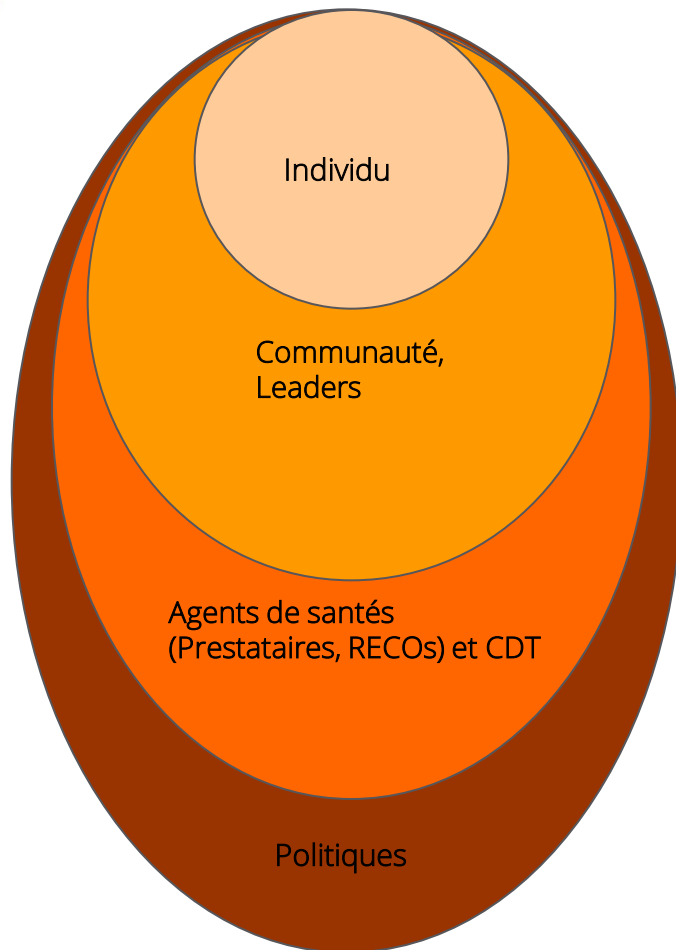 Individu
Communauté,
Leaders
Agents de santés
(Prestataires, RECOs) et CDT
Politiques